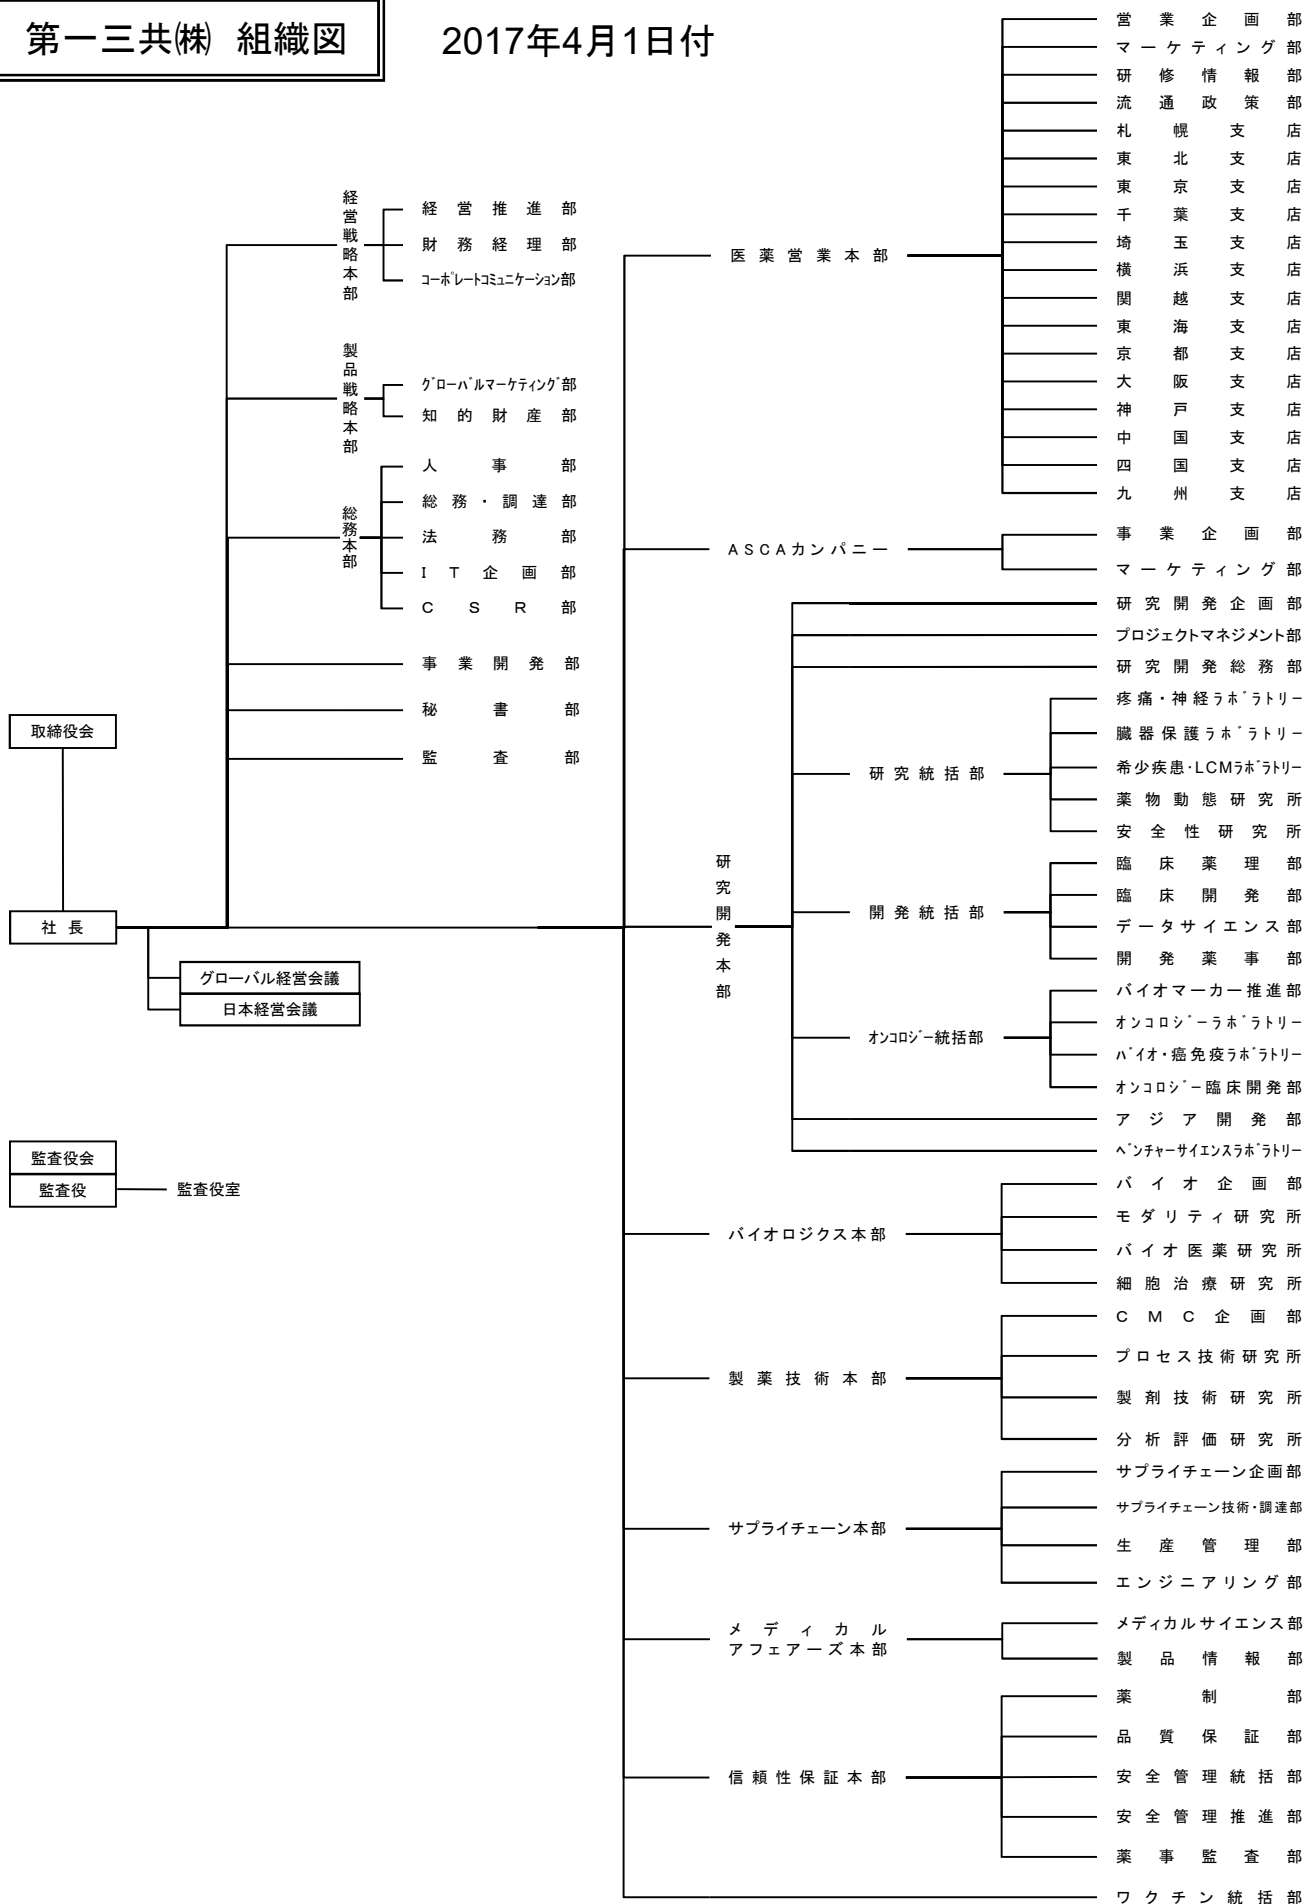 第一三共㈱ 組織図
2017年4月1日付
経営戦略本部
経営推進部
財務経理部
コーポレートコミュニケーション部
製品戦略本部
グローバルマーケティング部
知的財産部
総務本部
人事部
総務・調達部
法務部
IT企画部
CSR部
事業開発部
秘書部
監査部
取締役会
社長
グローバル経営会議
日本経営会議
監査役会
監査役
監査役室
医薬営業本部
営業企画部
マーケティング部
研修情報部
流通政策部
札幌支店
東北支店
東京支店
千葉支店
埼玉支店
横浜支店
関越支店
東海支店
京都支店
大阪支店
神戸支店
中国支店
四国支店
九州支店
ASCAカンパニー
事業企画部
マーケティング部
研究開発本部
研究開発企画部
プロジェクトマネジメント部
研究開発総務部
研究統括部
疼痛・神経ラボラトリー
臓器保護ラボラトリー
希少疾患・LCMラボラトリー
薬物動態研究所
安全性研究所
開発統括部
臨床薬理部
臨床開発部
データサイエンス部
開発薬事部
オンコロジー統括部
バイオマーカー推進部
オンコロジーラボラトリー
バイオ・癌免疫ラボラトリー
オンコロジー臨床開発部
アジア開発部
ベンチャーサイエンスラボラトリー
バイオロジクス本部
バイオ企画部
モダリティ研究所
バイオ医薬研究所
細胞治療研究所
製薬技術本部
CMC企画部
プロセス技術研究所
製剤技術研究所
分析評価研究所
サプライチェーン本部
サプライチェーン企画部
サプライチェーン技術・調達部
生産管理部
エンジニアリング部
メディカル
アフェアーズ本部
メディカルサイエンス部
製品情報部
信頼性保証本部
薬制部
品質保証部
安全管理統括部
安全管理推進部
薬事監査部
ワクチン統括部